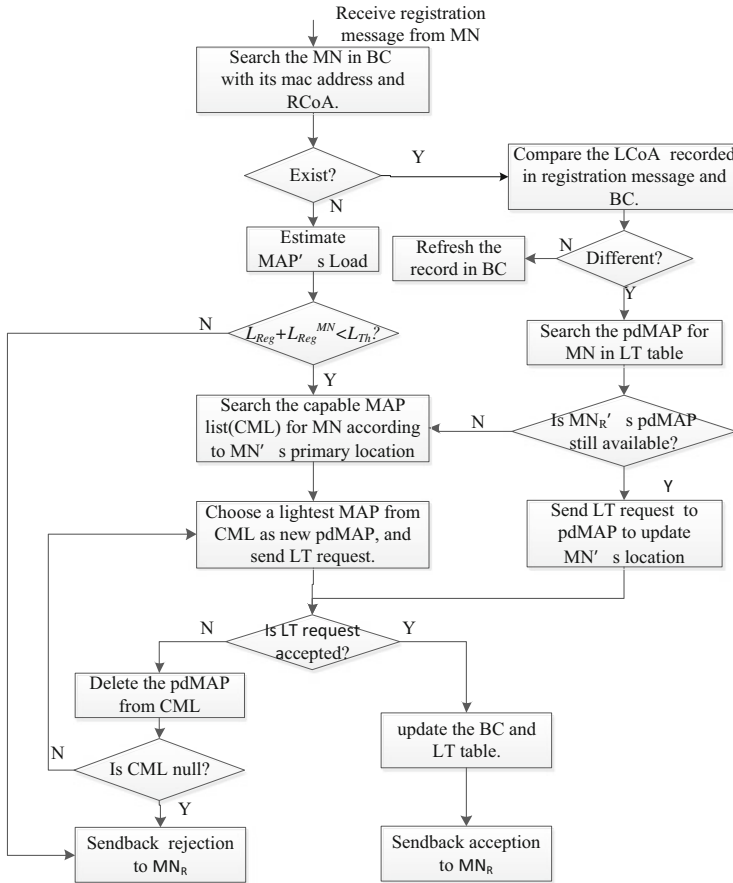 Receive registration
message from MN
Search the MN in BC
with its mac address and
RCoA.
Exist?
Y
N
Compare the LCoA recorded
in registration message and
BC.
Estimate
MAP′ s Load
Refresh the
record in BC
N
Different?
Y
N
L_Reg+L_Reg^MN<L_Th?
Y
Search the pdMAP for
MN in LT table
Search the capable MAP
list(CML) for MN according
to MN′ s primary location
N
Is MN_R′ s pdMAP
still available?
Y
Choose a lightest MAP from
CML as new pdMAP, and
send LT request.
Send LT request to
pdMAP to update
MN′ s location
N
Is LT request
accepted?
Y
Delete the pdMAP
from CML
update the BC and
LT table.
N
Is CML null?
Y
Sendback rejection
to MN_R
Sendback acception
to MN_R